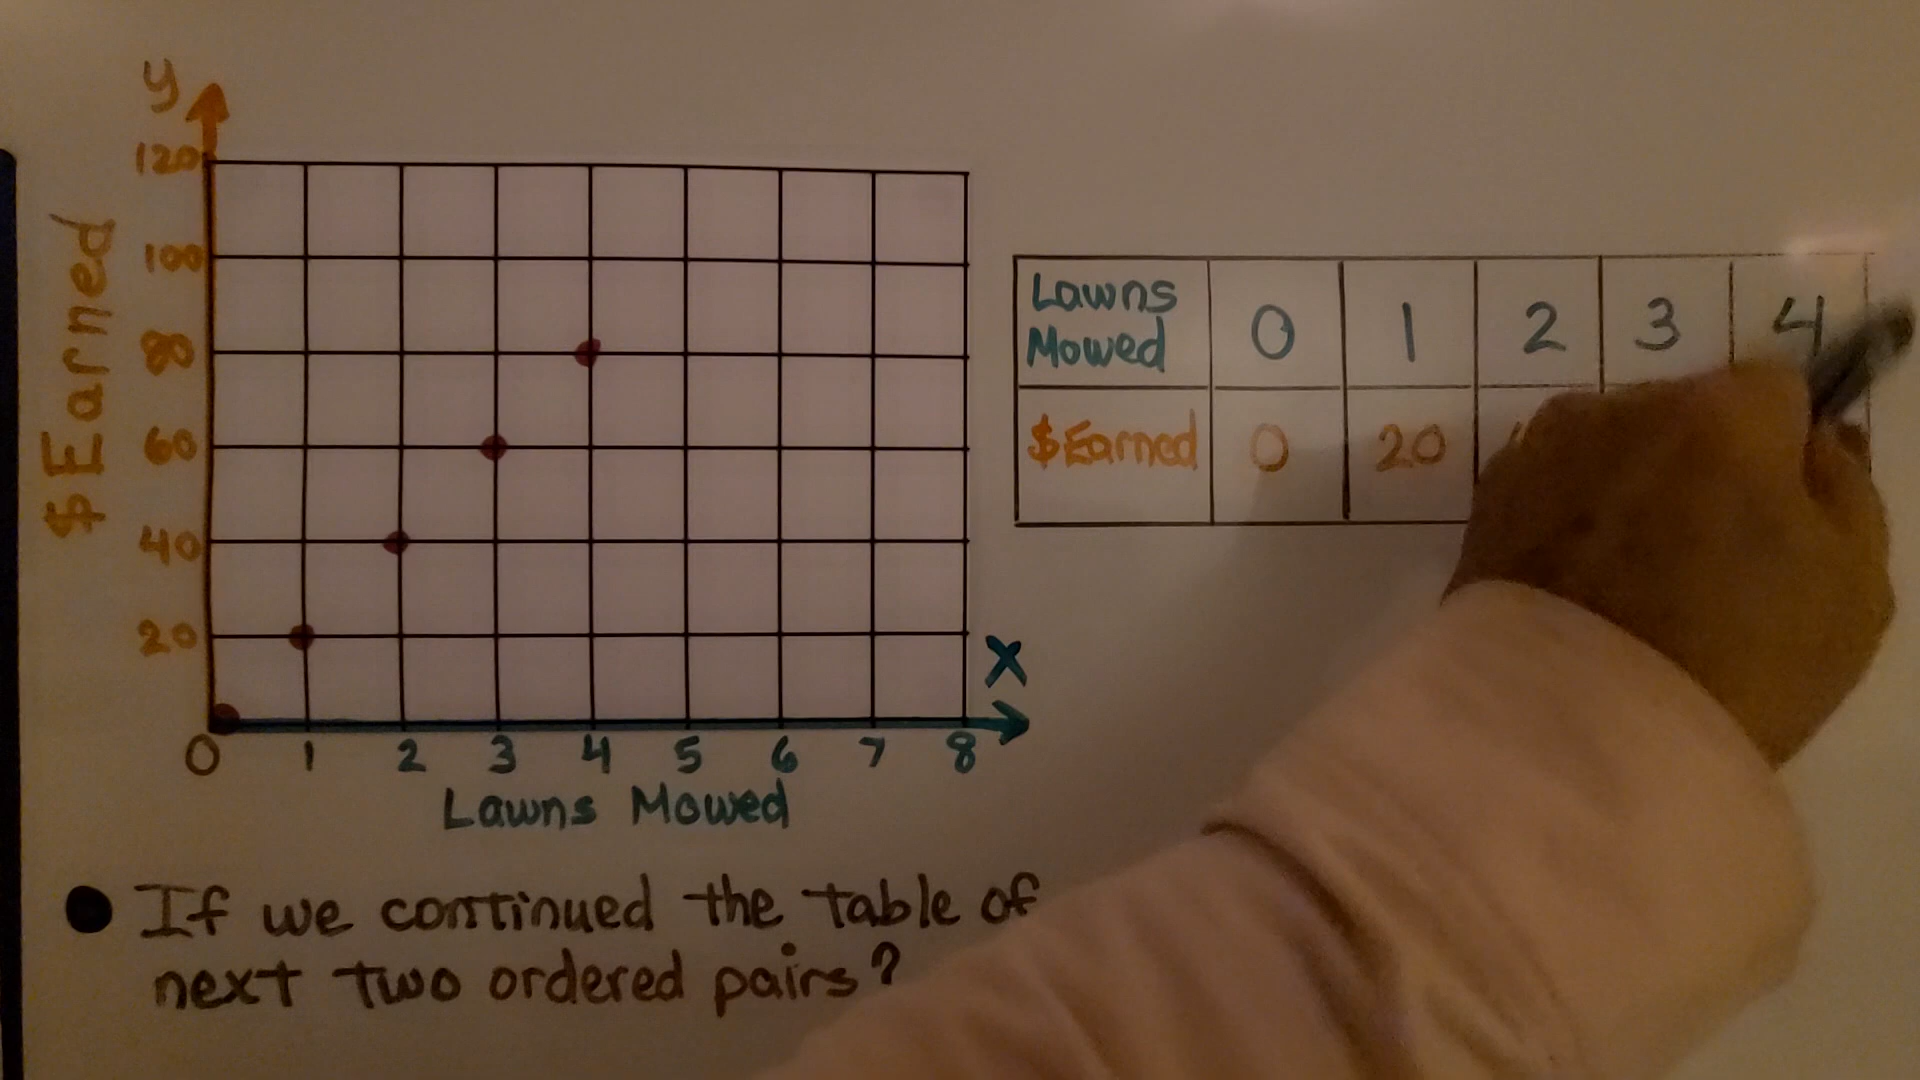 y
120
100
80
60
40
20
$ Earned
0 1 2 3 4 5 6 7 8
x
Lawns Mowed
Lawns Mowed 0 1 2 3 4
$ Earned 0 20
If we continued the table of
next two ordered pairs?